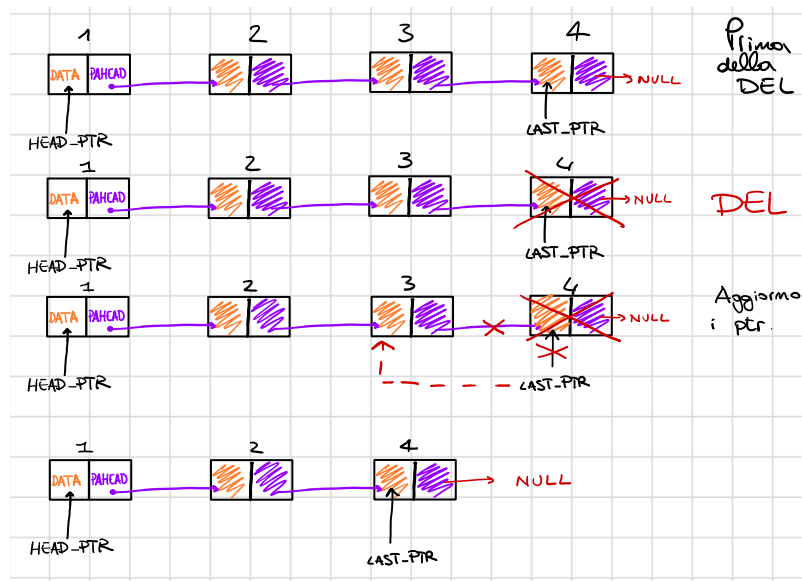 1 2 3 4
Prima
della
DEL
DATA PAHCAD
NULL
HEAD_PTR
LAST_PTR
1 2 3 4
DATA PAHCAD
NULL
DEL
HEAD_PTR
LAST_PTR
1 2 3 4
Aggiorno
i ptr.
DATA PAHCAD
NULL
HEAD_PTR
LAST_PTR
1 2 4
DATA PAHCAD
NULL
HEAD_PTR
LAST_PTR